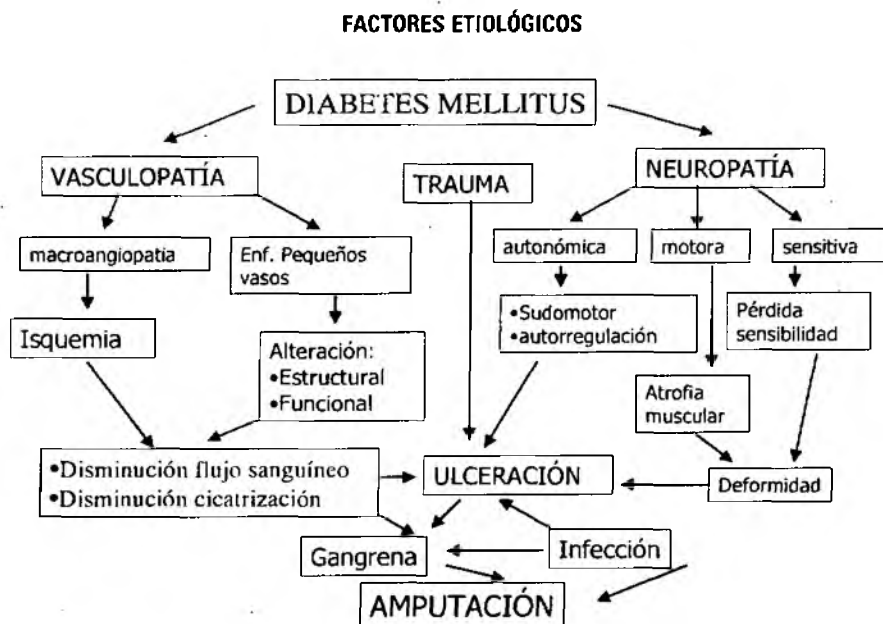 FACTORES ETIOLÓGICOS
DIABETES MELLITUS
VASCULOPATÍA
TRAUMA
NEUROPATÍA
macroangiopatia
Enf. Pequeños
vasos
autonómica
motora
sensitiva
Isquemia
Alteración:
•Estructural
•Funcional
•Sudomotor
•autorregulación
Pérdida
sensibilidad
Atrofia
muscular
•Disminución flujo sanguíneo
•Disminución cicatrización
ULCERACIÓN
Deformidad
Gangrena
Infección
AMPUTACIÓN